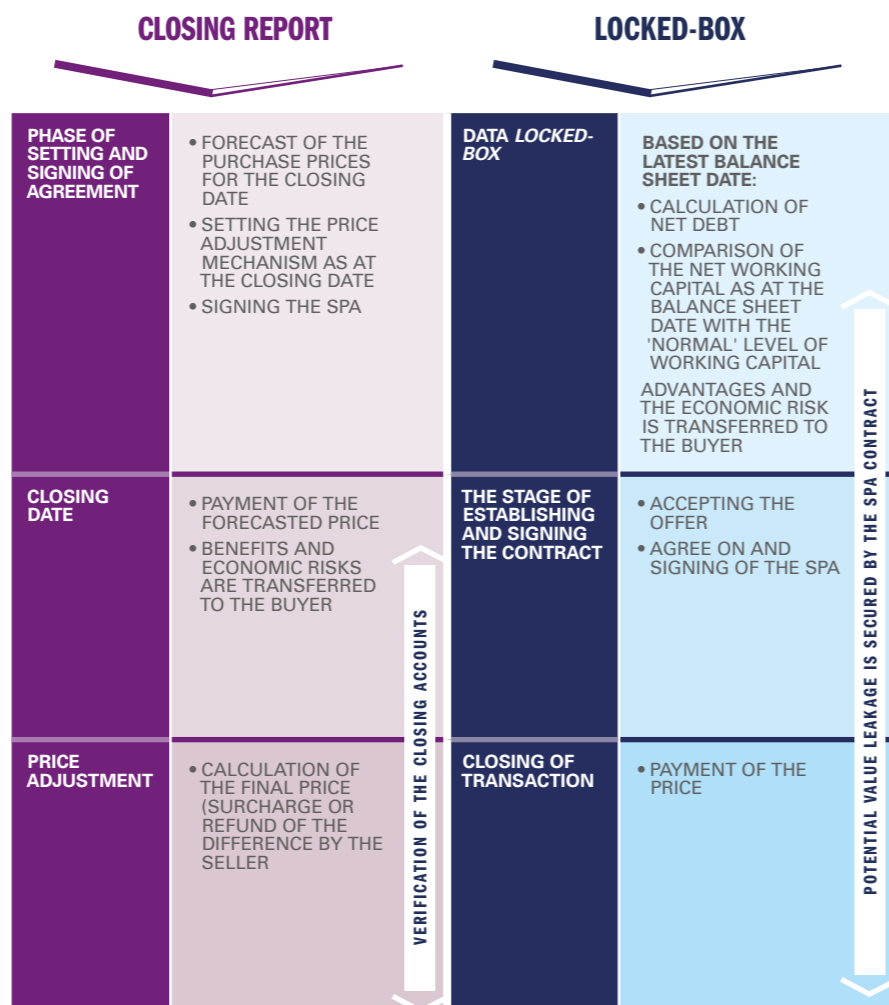 CLOSING REPORT
PHASE OF
SETTING AND
SIGNING OF
AGREEMENT
• FORECAST OF THE
PURCHASE PRICES
FOR THE CLOSING
DATE
• SETTING THE PRICE
ADJUSTMENT
MECHANISM AS AT
THE CLOSING DATE
• SIGNING THE SPA
CLOSING
DATE
• PAYMENT OF THE
FORECASTED PRICE
• BENEFITS AND
ECONOMIC RISKS
ARE TRANSFERRED
TO THE BUYER
PRICE
ADJUSTMENT
• CALCULATION OF
THE FINAL PRICE
(SURCHARGE OR
REFUND OF THE
DIFFERENCE BY THE
SELLER
VERIFICATION OF THE CLOSING ACCOUNTS
LOCKED-BOX
DATA LOCKED-
BOX
BASED ON THE
LATEST BALANCE
SHEET DATE:
• CALCULATION OF
NET DEBT
• COMPARISON OF
THE NET WORKING
CAPITAL AS AT THE
BALANCE SHEET
DATE WITH THE
'NORMAL' LEVEL OF
WORKING CAPITAL
ADVANTAGES AND
THE ECONOMIC RISK
IS TRANSFERRED TO
THE BUYER
THE STAGE OF
ESTABLISHING
AND SIGNING
THE CONTRACT
• ACCEPTING THE
OFFER
• AGREE ON AND
SIGNING OF THE SPA
CLOSING OF
TRANSACTION
• PAYMENT OF THE
PRICE
POTENTIAL VALUE LEAKAGE IS SECURED BY THE SPA CONTRACT